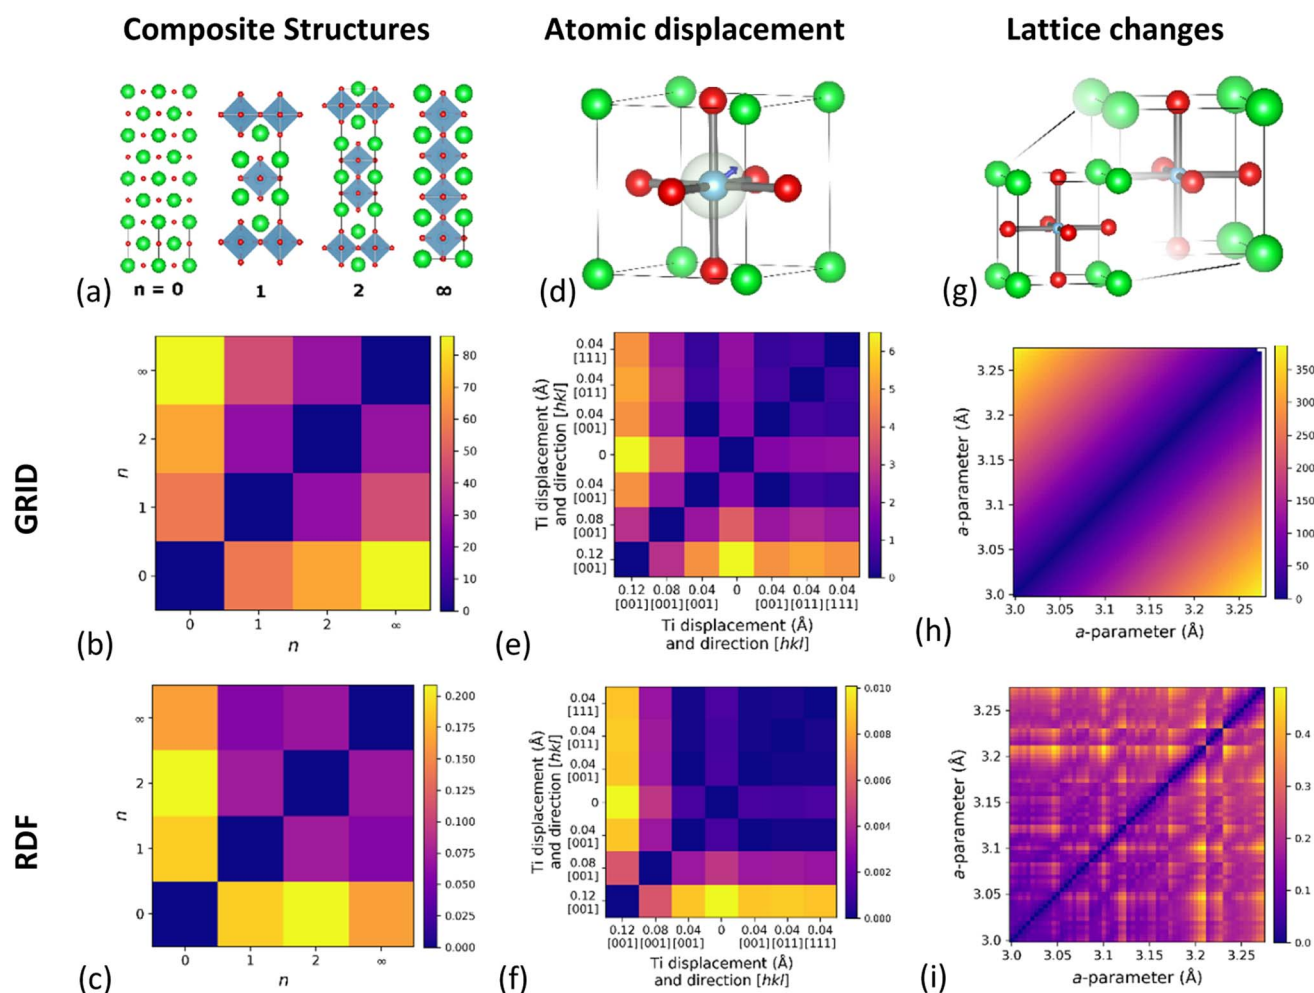 Composite Structures Atomic displacement Lattice changes
(a) n = 0 1 2 ∞ (d) (g)
GRID
∞
2
1
0
n
0 1 2 ∞
n
80
70
60
50
40
30
20
10
0
(b)
Ti displacement (Å)
and direction [hkl]
Ti displacement (Å)
and direction [hkl]
0.04
[111]
0.04
[011]
0.04
[001]
0
0.04
[001]
0.08
[001]
0.12
[001]
0.12 0.08 0.04 0 0.04 0.04 0.04
[001] [001] [001] [001] [011] [111]
Ti displacement (Å)
and direction [hkl]
6
5
4
3
2
1
0
(e)
a-parameter (Å)
3.25
3.2
3.15
3.1
3.05
3.0
3.0 3.05 3.1 3.15 3.2 3.25
a-parameter (Å)
350
300
250
200
150
100
50
0
(h)
RDF
∞
2
1
0
n
0 1 2 ∞
n
0.200
0.175
0.150
0.125
0.100
0.075
0.050
0.025
0.000
(c)
Ti displacement (Å)
and direction [hkl]
Ti displacement (Å)
and direction [hkl]
0.04
[111]
0.04
[011]
0.04
[001]
0
0.04
[001]
0.08
[001]
0.12
[001]
0.12 0.08 0.04 0 0.04 0.04 0.04
[001] [001] [001] [001] [011] [111]
Ti displacement (Å)
and direction [hkl]
0.010
0.008
0.006
0.004
0.002
0.000
(f)
a-parameter (Å)
3.25
3.2
3.15
3.1
3.05
3.0
3.0 3.05 3.1 3.15 3.2 3.25
a-parameter (Å)
0.4
0.3
0.2
0.1
0.0
(i)